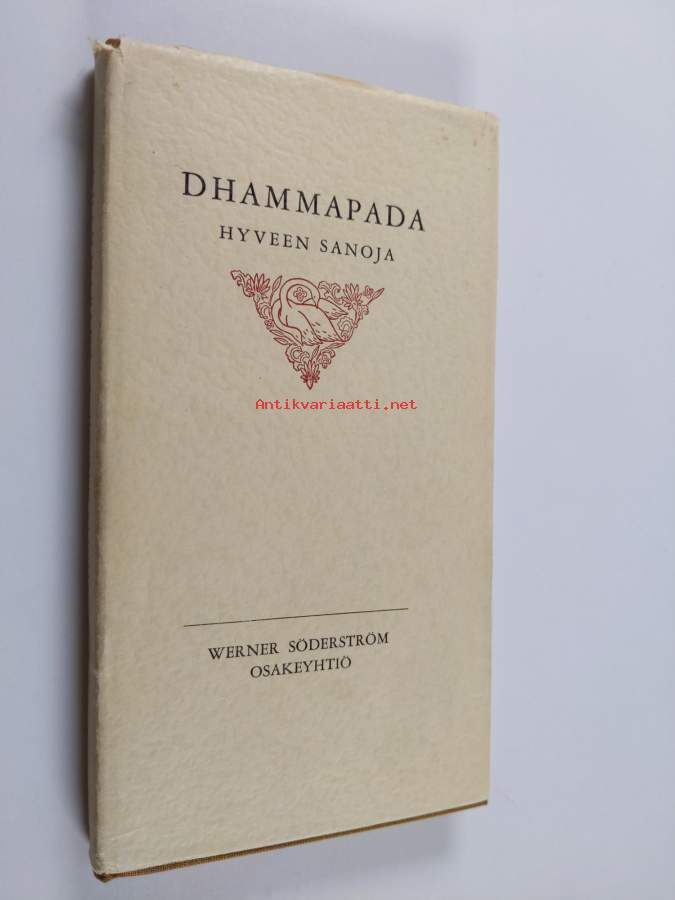 DHAMMAPADA
HYVEEN SANOJA
Antikvariaatti.net
WERNER SÖDERSTRÖM
OSAKEYHTIÖ